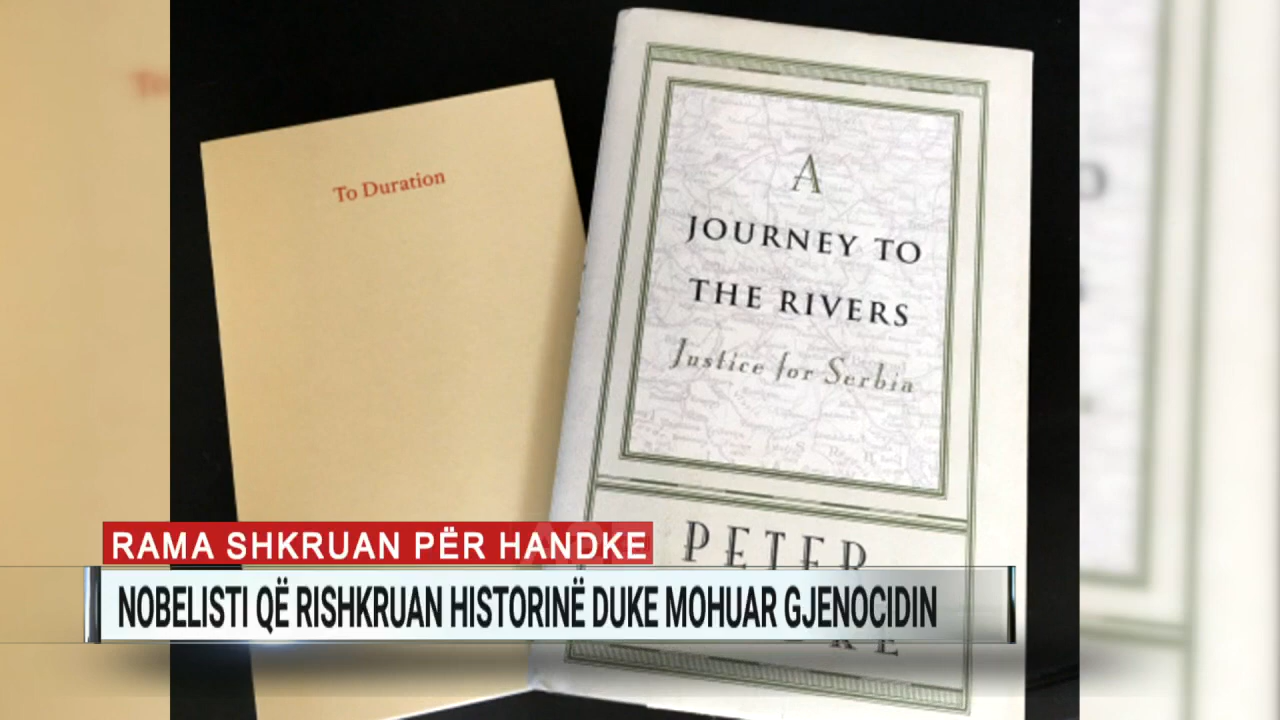 To Duration
A
JOURNEY TO
THE RIVERS
Justice for Serbia
PETER
RAMA SHKRUAN PËR HANDKE
NOBELISTI QË RISHKRUAN HISTORINË DUKE MOHUAR GJENOCIDIN